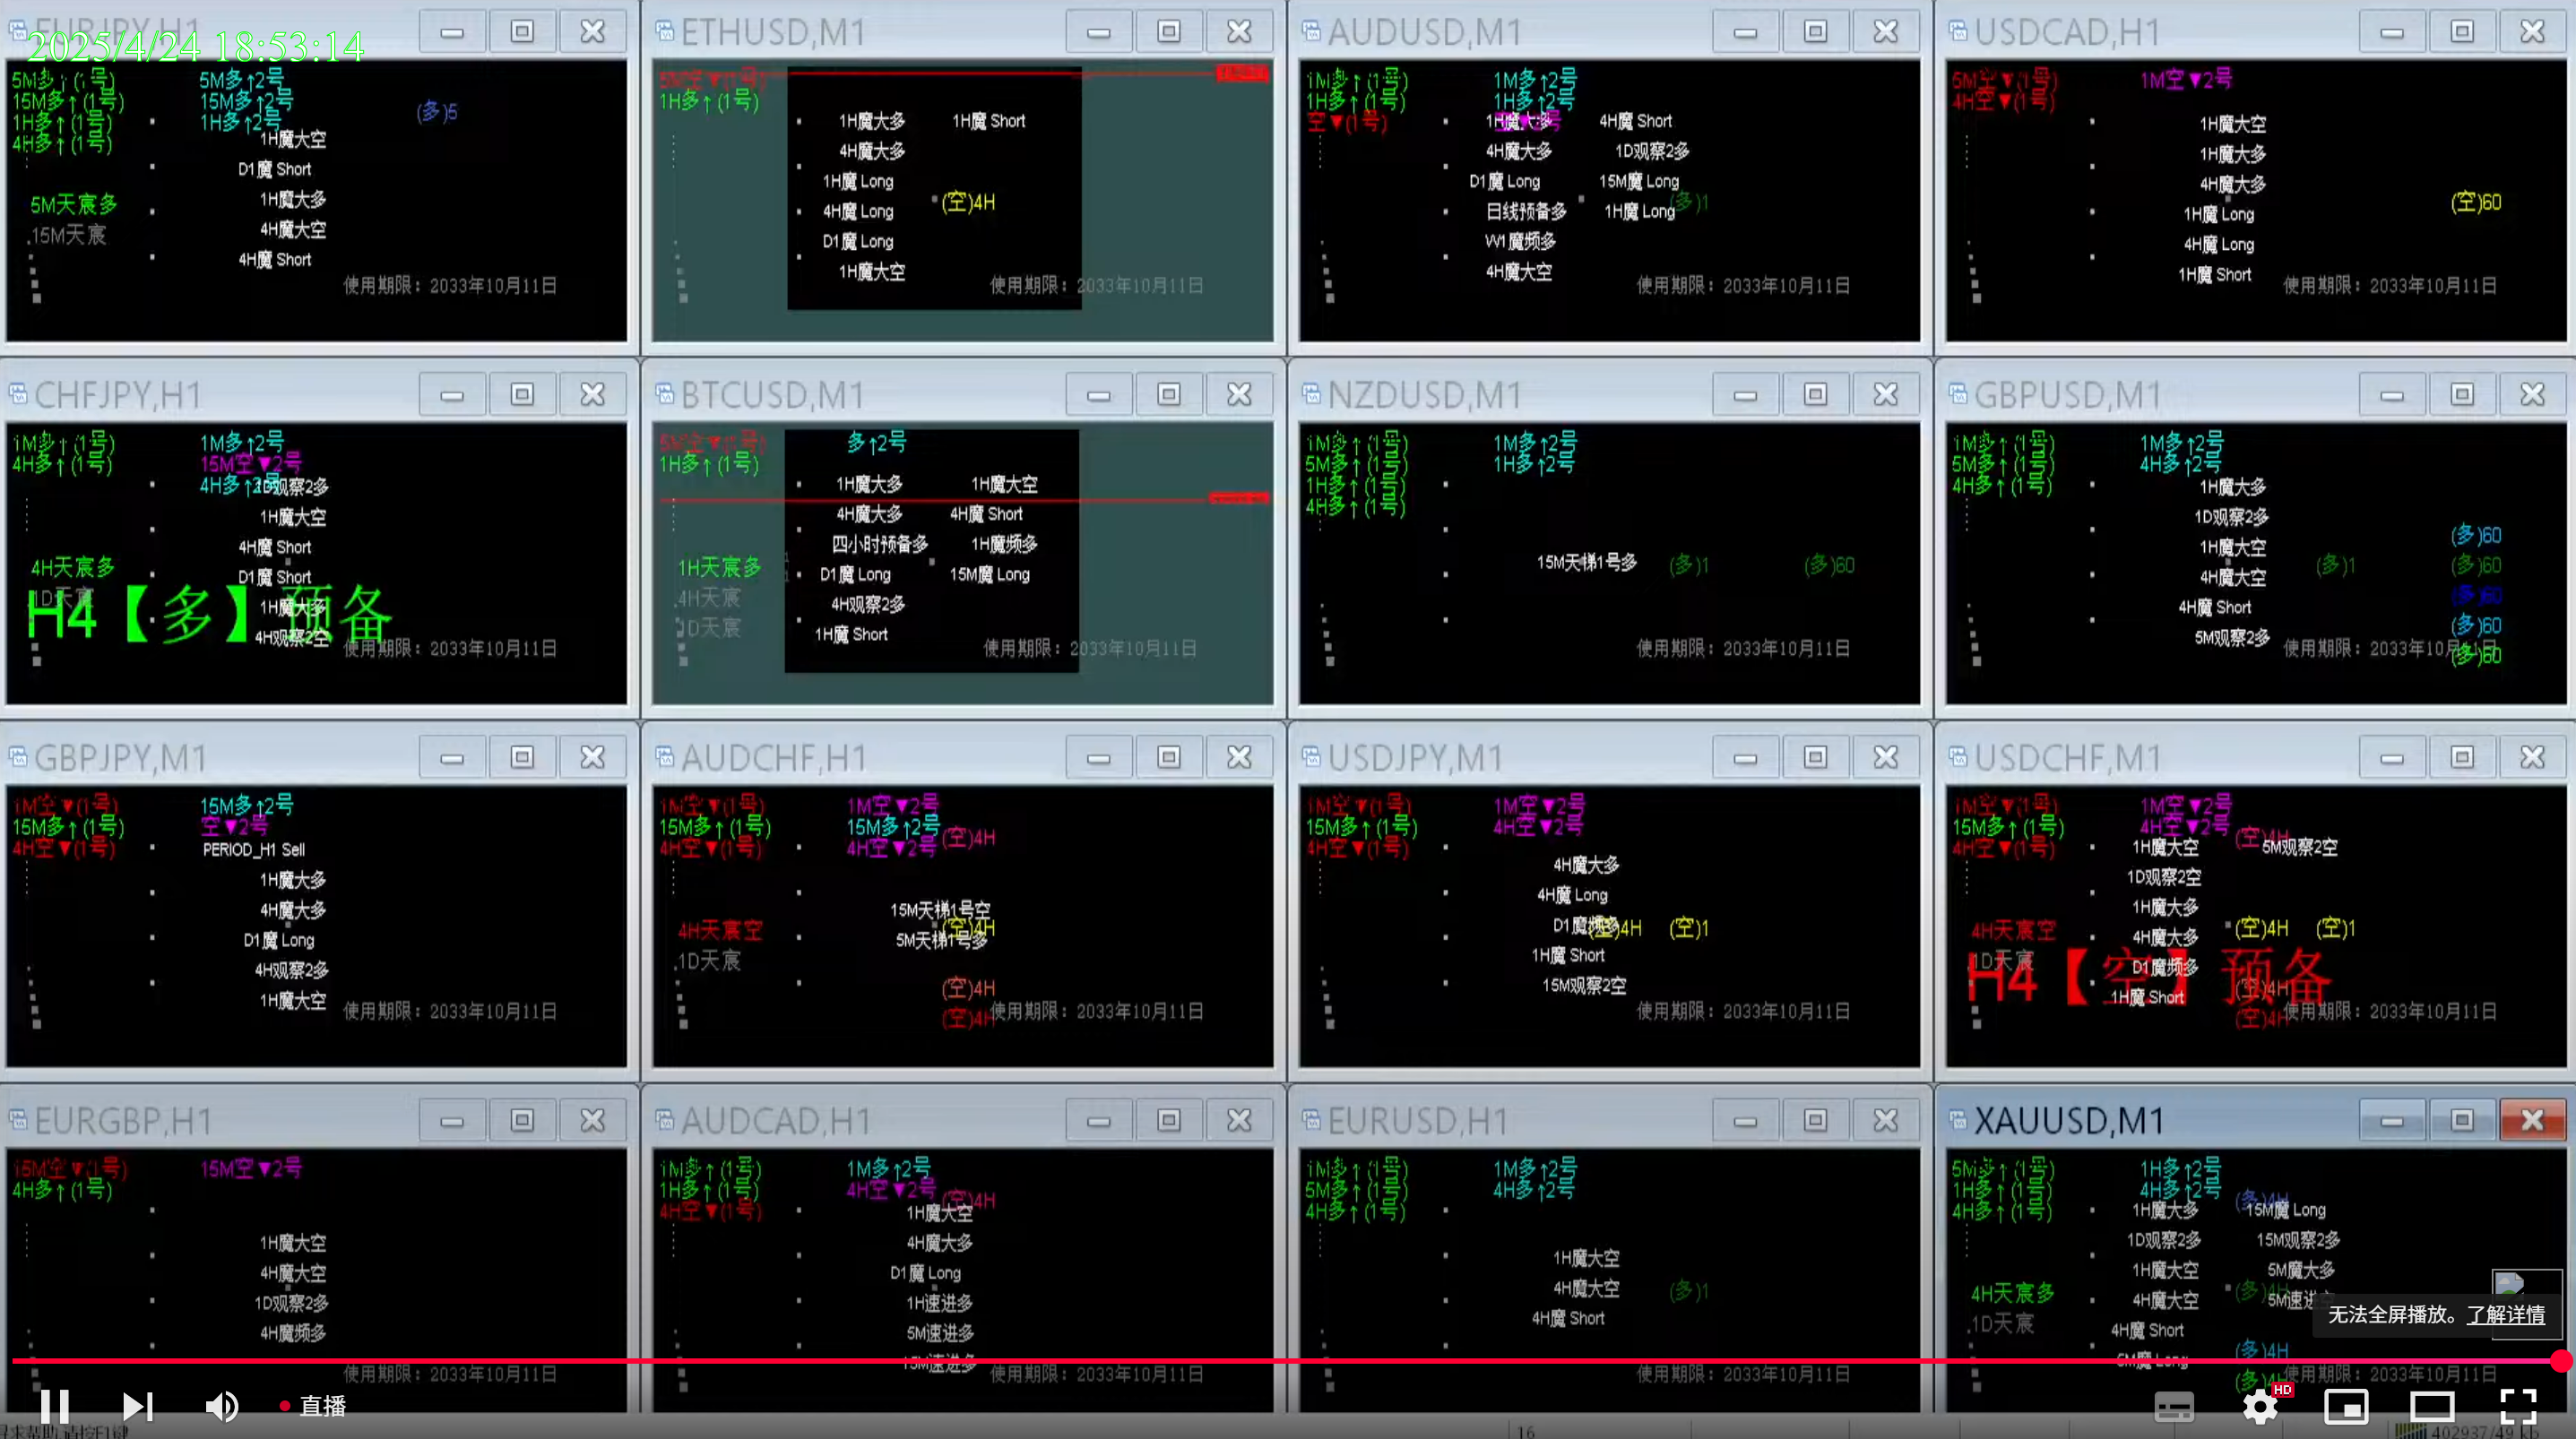 EURJPY,H1
2025/4/24 18:53:14
5M多↑(1号) 5M多↑2号
15M多↑(1号) 15M多↑2号 (多)5
1H多↑(1号) 1H多↑2号
4H多↑(1号) 1H魔大空
D1魔 Short
5M天宸多 1H魔大多
.15M天宸 4H魔大空
4H魔 Short
使用期限：2033年10月11日
ETHUSD,M1
5M空▼(1号)
1H多↑(1号)
1H魔大多 1H魔 Short
4H魔大多
1H魔 Long (空)4H
4H魔 Long
D1魔 Long
1H魔大空
使用期限：2033年10月11日
AUDUSD,M1
1M多↑(1号) 1M多↑2号
1H多↑(1号) 1H多↑2号
空▼(1号) 1H魔大多 4H魔 Short
4H魔大多 1D观察2多
D1魔 Long 15M魔 Long
日线预备多 1H魔 Long (多)1
W1魔频多
4H魔大空
使用期限：2033年10月11日
USDCAD,H1
5M空▼(1号) 1M空▼2号
4H空▼(1号)
1H魔大空
1H魔大多
4H魔大多 (空)60
1H魔 Long
4H魔 Long
1H魔 Short
使用期限：2033年10月11日
CHFJPY,H1
1M多↑(1号) 1M多↑2号
4H多↑(1号) 15M空▼2号
4H多↑2号 1D观察2多
1H魔大空
4H魔 Short
4H天宸多 D1魔 Short
1D天宸 1H魔大多
H4【多】预备
4H观察2空
使用期限：2033年10月11日
BTCUSD,M1
5M空▼(1号) 多↑2号
1H多↑(1号)
1H魔大多 1H魔大空
4H魔大多 4H魔 Short
四小时预备多 1H魔频多
1H天宸多 D1魔 Long 15M魔 Long
.4H天宸 4H观察2多
1D天宸 1H魔 Short
使用期限：2033年10月11日
NZDUSD,M1
1M多↑(1号) 1M多↑2号
5M多↑(1号) 1H多↑2号
1H多↑(1号)
4H多↑(1号)
15M天梯1号多 (多)1 (多)60
使用期限：2033年10月11日
GBPUSD,M1
1M多↑(1号) 1M多↑2号
5M多↑(1号) 4H多↑2号
4H多↑(1号) 1H魔大多
1D观察2多
1H魔大空 (多)60
4H魔大空 (多)1 (多)60
4H魔 Short (多)60
5M观察2多 (多)60
使用期限：2033年10月11日 (多)60
GBPJPY,M1
1M空▼(1号) 15M多↑2号
15M多↑(1号) 空▼2号
4H空▼(1号) PERIOD_H1 Sell
1H魔大多
4H魔大多
D1魔 Long
4H观察2多
1H魔大空
使用期限：2033年10月11日
AUDCHF,H1
1M空▼(1号) 1M空▼2号
15M多↑(1号) 15M多↑2号 (空)4H
4H空▼(1号) 4H空▼2号
15M天梯1号空
4H天宸空 (空)4H
5M天梯1号多
.1D天宸
(空)4H
(空)4H
使用期限：2033年10月11日
USDJPY,M1
1M空▼(1号) 1M空▼2号
15M多↑(1号) 4H空▼2号
4H空▼(1号)
4H魔大多
4H魔 Long
D1魔频多 (空)4H (空)1
1H魔 Short
15M观察2空
使用期限：2033年10月11日
USDCHF,M1
1M空▼(1号) 1M空▼2号
15M多↑(1号) 4H空▼2号 (空)4H
4H空▼(1号) 1H魔大空 5M观察2空
1D观察2空
1H魔大多
4H天宸空 4H魔大多 (空)4H (空)1
1D天宸 D1魔频多
H4【空】预备
1H魔 Short (空)4H
(空)4H
使用期限：2033年10月11日
EURGBP,H1
15M空▼(1号) 15M空▼2号
4H多↑(1号)
1H魔大空
4H魔大空
1D观察2多
4H魔频多
使用期限：2033年10月11日
AUDCAD,H1
1M多↑(1号) 1M多↑2号
1H多↑(1号) 4H空▼2号 (空)4H
4H空▼(1号) 1H魔大空
4H魔大多
D1魔 Long
1H速进多
5M速进多
15M速进多
使用期限：2033年10月11日
EURUSD,H1
1M多↑(1号) 1M多↑2号
5M多↑(1号) 4H多↑2号
4H多↑(1号)
1H魔大空
4H魔大空 (多)1
4H魔 Short
使用期限：2033年10月11日
XAUUSD,M1
5M多↑(1号) 1H多↑2号
1H多↑(1号) 4H多↑2号 (多)4H
4H多↑(1号) 1H魔大多 15M魔 Long
1D观察2多 15M观察2多
1H魔大空 5M魔大多
4H天宸多 4H魔大空 (多)4H 5M速进
.1D天宸 4H魔 Short
5M魔 Long (多)4H
使用期限：2033年10月11日
无法全屏播放。了解详情
直播
HD
16
402937/49 kb